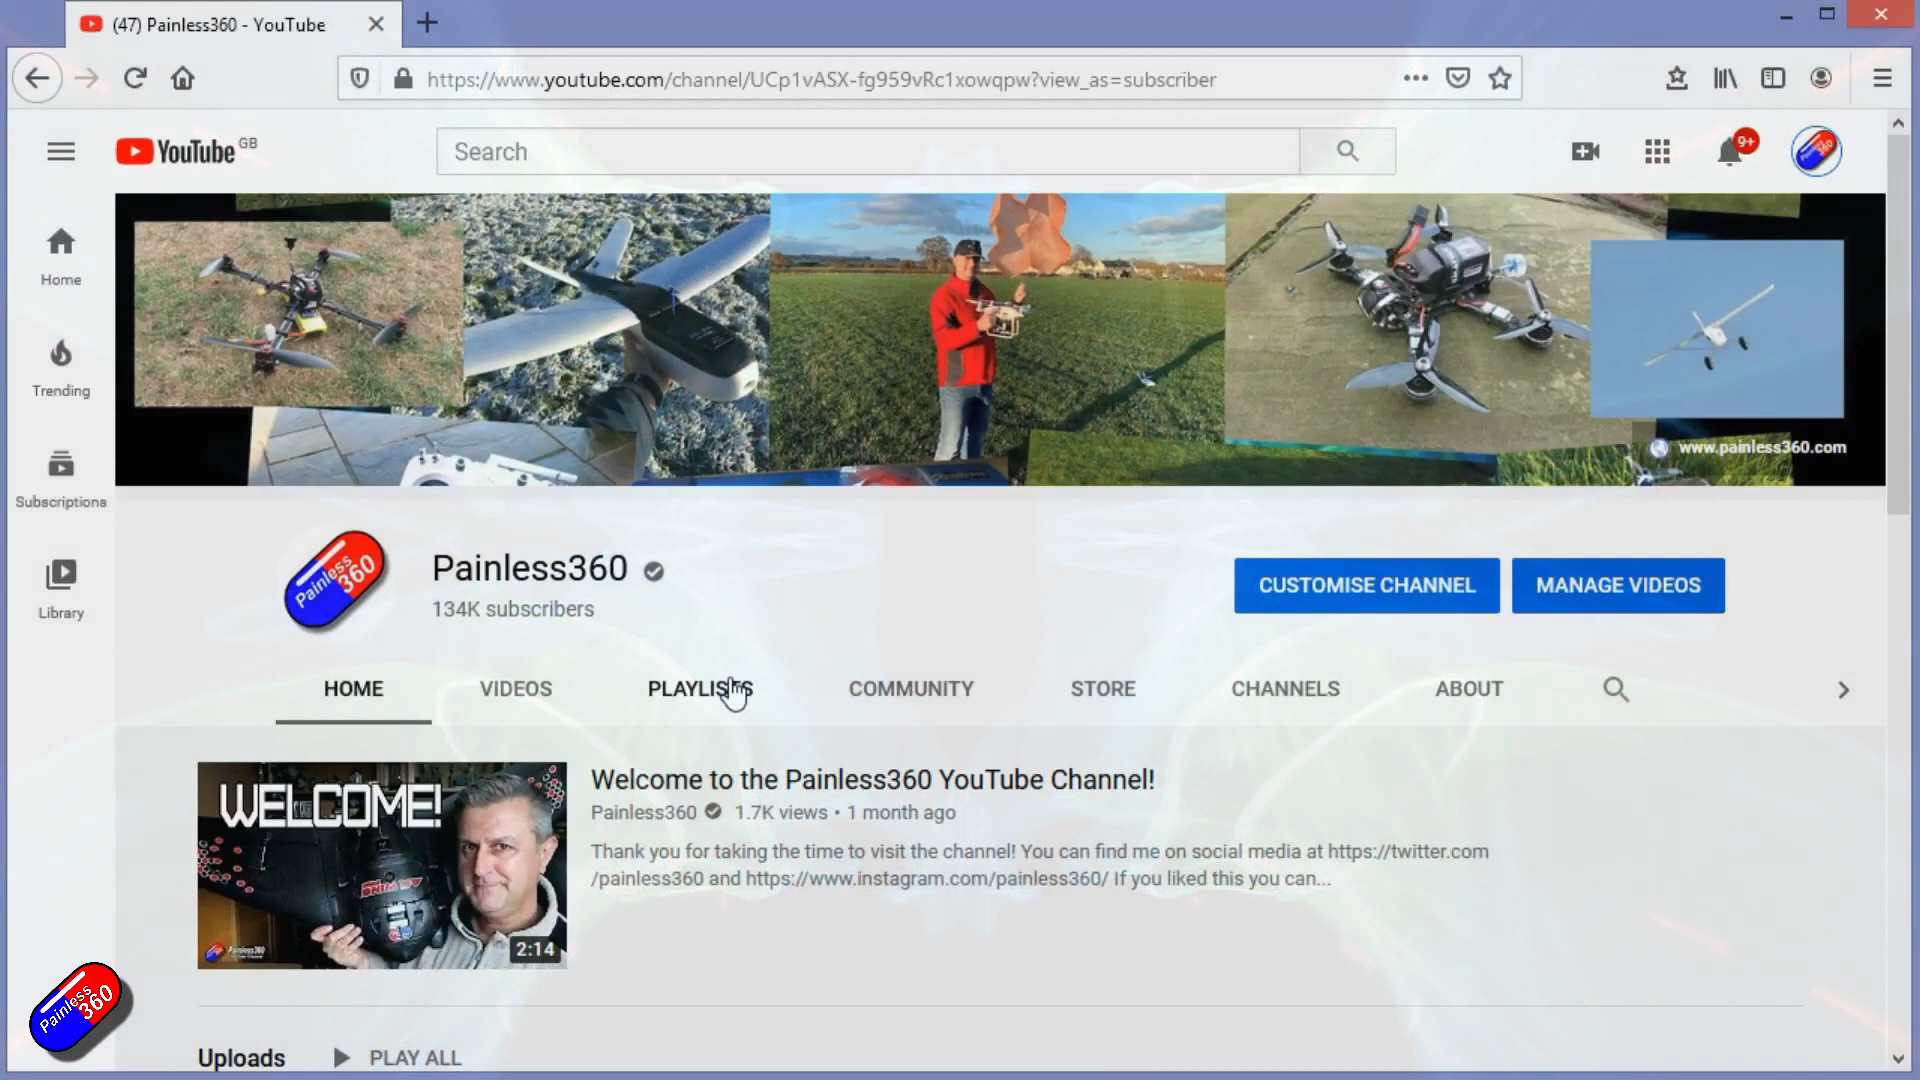 (47) Painless360 - YouTube
https://www.youtube.com/channel/UCp1vASX-fg959vRc1xowqpw?view_as=subscriber
YouTube GB
Search
9+
Home
Trending
Subscriptions
Library
www.painless360.com
Painless 360
Painless360
134K subscribers
CUSTOMISE CHANNEL
MANAGE VIDEOS
HOME
VIDEOS
PLAYLISTS
COMMUNITY
STORE
CHANNELS
ABOUT
WELCOME!
2:14
Welcome to the Painless360 YouTube Channel!
Painless360 1.7K views • 1 month ago
Thank you for taking the time to visit the channel! You can find me on social media at https://twitter.com
/painless360 and https://www.instagram.com/painless360/ If you liked this you can...
Painless 360
Uploads
PLAY ALL